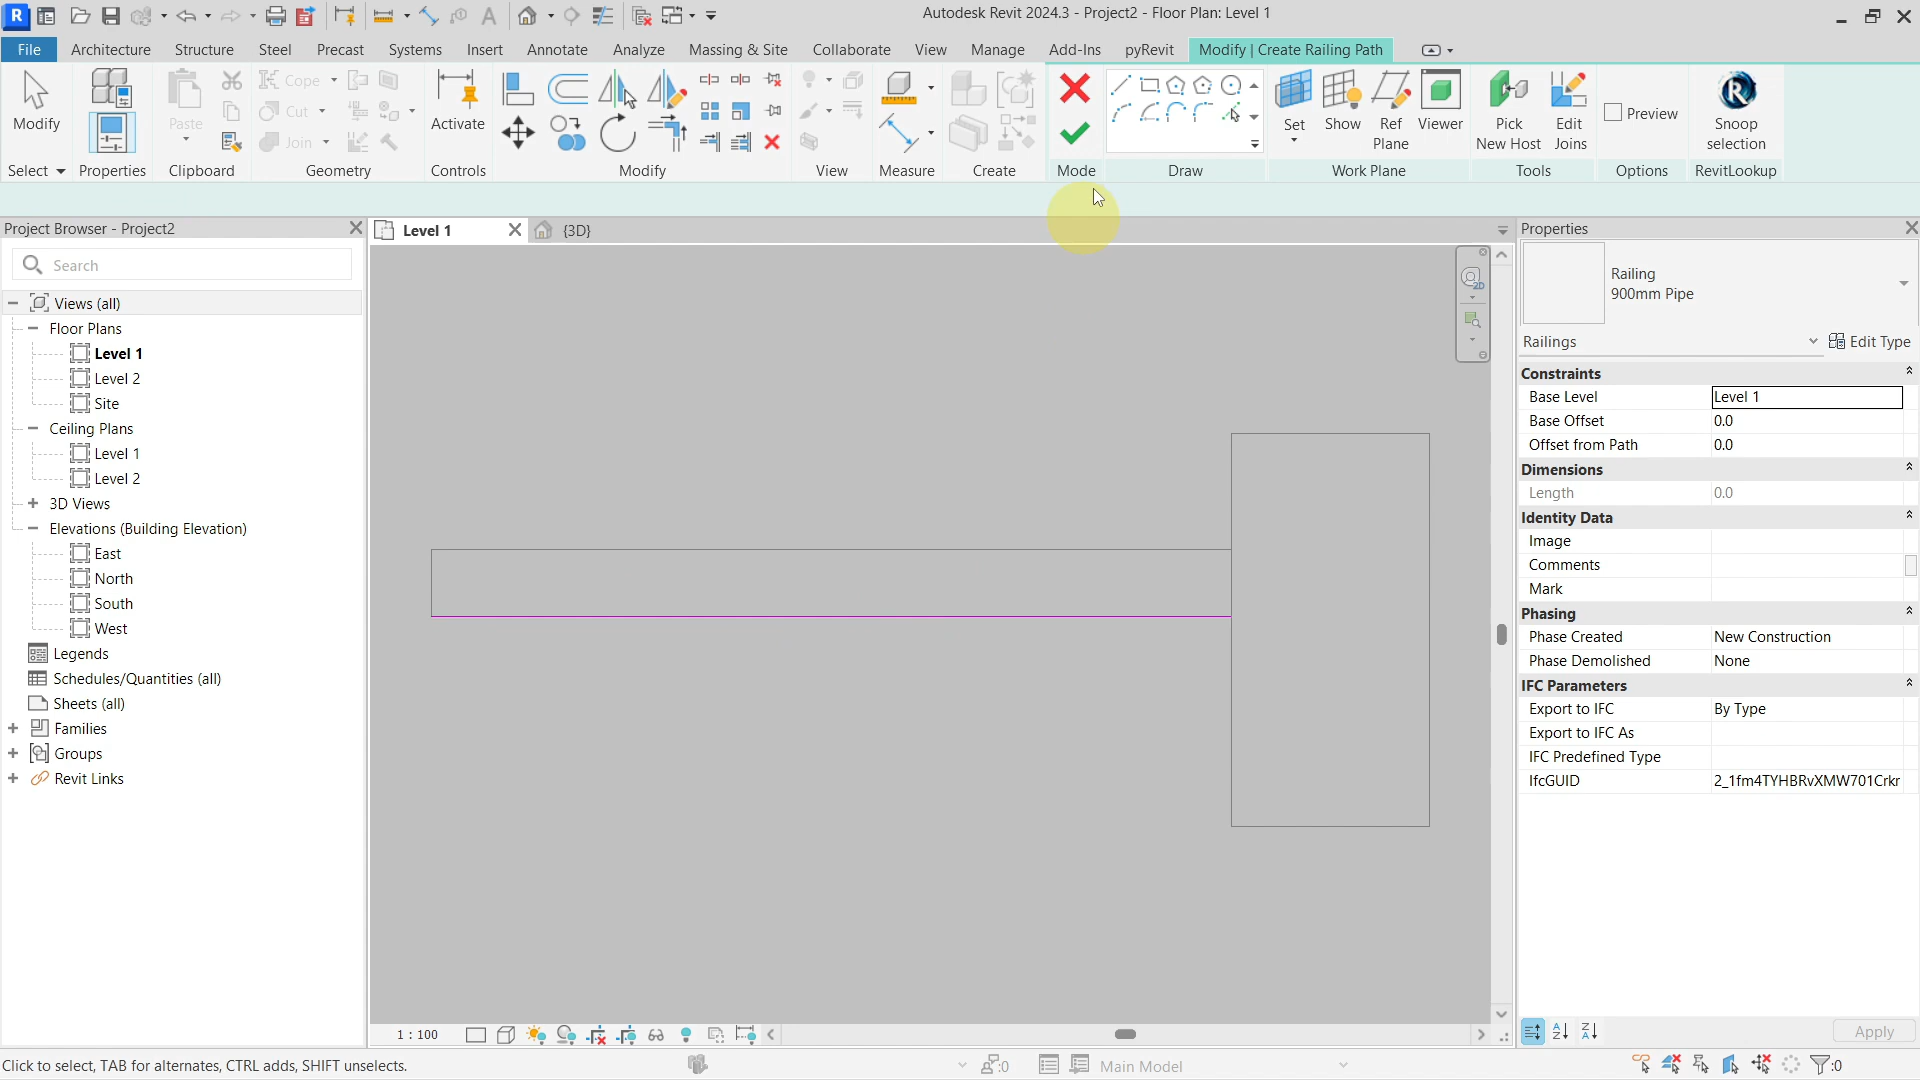 Autodesk Revit 2024.3 - Project2 - Floor Plan: Level 1
File Architecture Structure Steel Precast Systems Insert Annotate Analyze Massing & Site Collaborate View Manage Add-Ins pyRevit Modify | Create Railing Path
Modify Paste Cope Cut Join Activate Set Show Ref Plane Viewer Pick New Host Edit Joins Preview Snoop selection
Select Properties Clipboard Geometry Controls Modify View Measure Create Mode Draw Work Plane Tools Options RevitLookup
Project Browser - Project2
Search
Views (all)
Floor Plans
Level 1
Level 2
Site
Ceiling Plans
Level 1
Level 2
3D Views
Elevations (Building Elevation)
East
North
South
West
Legends
Schedules/Quantities (all)
Sheets (all)
Families
Groups
Revit Links
Level 1 {3D}
2D
Properties
Railing
900mm Pipe
Railings Edit Type
Constraints
Base Level Level 1
Base Offset 0.0
Offset from Path 0.0
Dimensions
Length 0.0
Identity Data
Image
Comments
Mark
Phasing
Phase Created New Construction
Phase Demolished None
IFC Parameters
Export to IFC By Type
Export to IFC As
IFC Predefined Type
IfcGUID 2_1fm4TYHBRvXMW701Crkr
Apply
1 : 100
Click to select, TAB for alternates, CTRL adds, SHIFT unselects. :0 Main Model :0